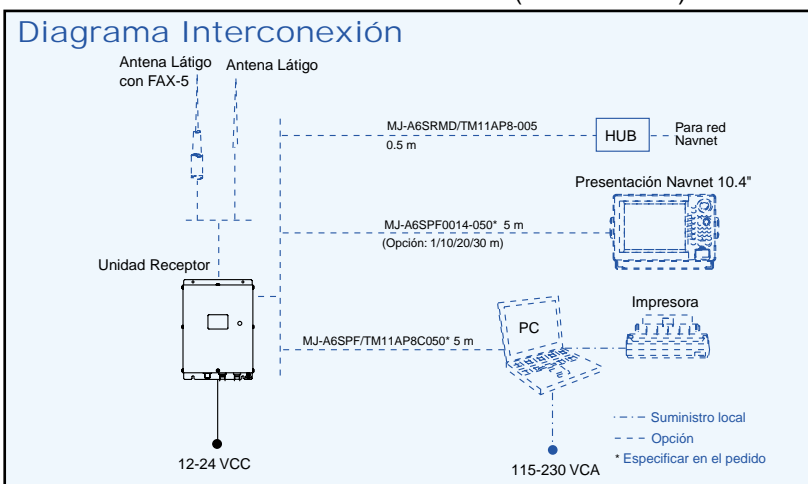 Diagrama Interconexión
Antena Látigo
con FAX-5
Antena Látigo
MJ-A6SRMD/TM11AP8-005
0.5 m
HUB
Para red
Navnet
Presentación Navnet 10.4"
MJ-A6SPF0014-050* 5 m
(Opción: 1/10/20/30 m)
Unidad Receptor
Impresora
PC
MJ-A6SPF/TM11AP8C050* 5 m
Suministro local
Opción
* Especificar en el pedido
12-24 VCC
115-230 VCA